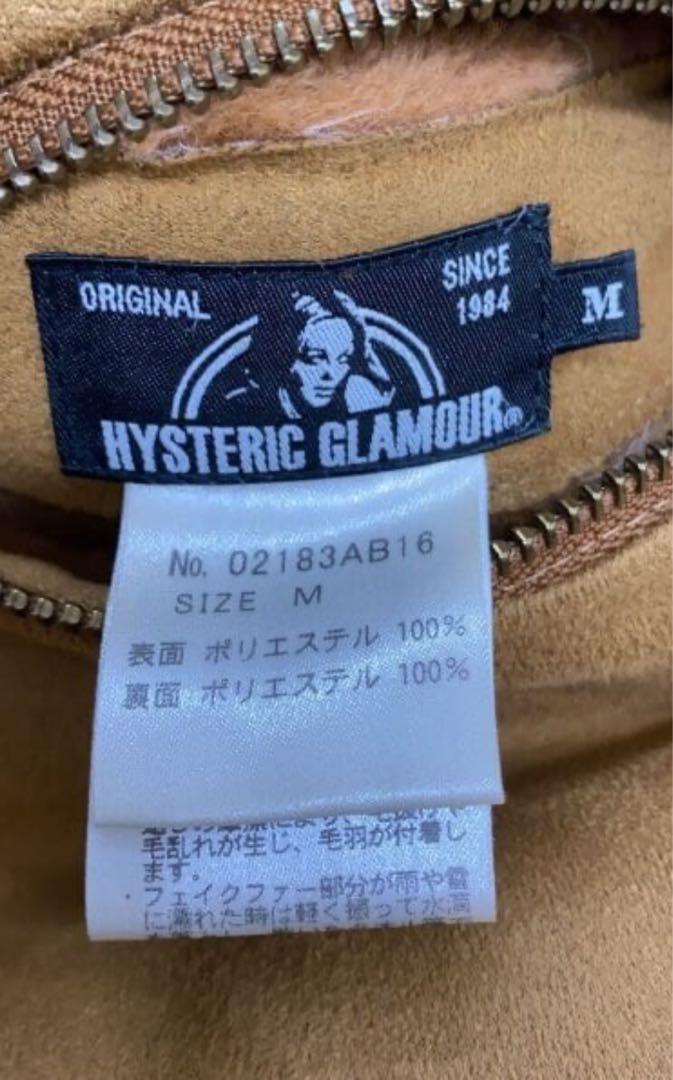 ORIGINAL
SINCE
1984
M
HYSTERIC GLAMOUR®
No. 02183AB16
SIZE M
表面 ポリエステル 100%
裏面 ポリエステル 100%
毛乱れが生じ、毛羽が付着し
ます。
・フェイクファー部分が雨や雪
に濡れた時は軽く振って水滴